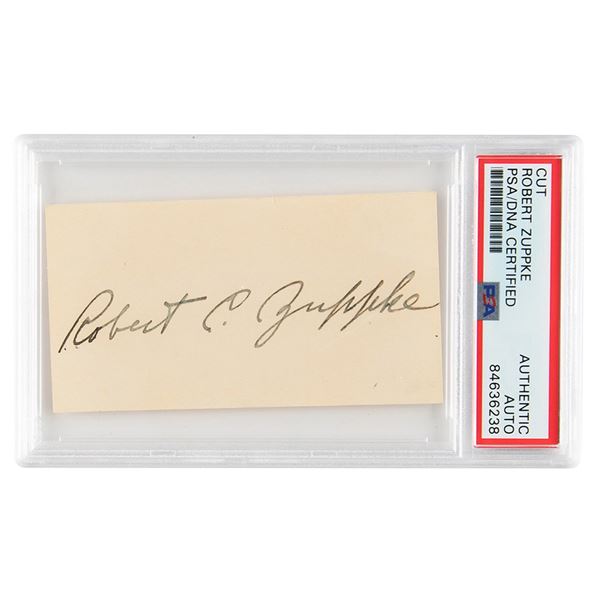 Robert C. Zuppke
CUT
ROBERT ZUPPKE
PSA/DNA CERTIFIED
PSA
AUTHENTIC
AUTO
84636238